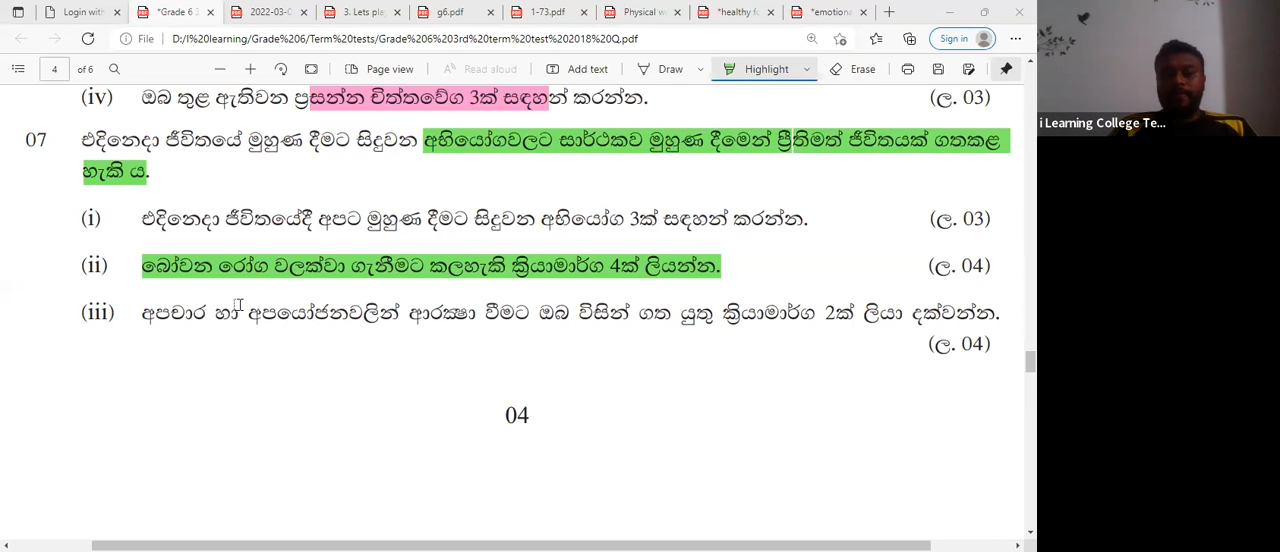 Login with
*Grade 6 3
2022-03-0
3. Lets pla
g6.pdf
1-73.pdf
Physical w
*healthy fo
*emotiona
File D:/I%20learning/Grade%206/Term%20tests/Grade%206%203rd%20term%20test%202018%20Q.pdf Sign in
4 of 6 Page view Read aloud Add text Draw Highlight Erase
(iv) ඔබ තුළ ඇතිවන ප්‍රසන්න චිත්තවේග 3ක් සඳහන් කරන්න. (ල. 03)
07 එදිනෙදා ජීවිතයේ මුහුණ දීමට සිදුවන අභියෝගවලට සාර්ථකව මුහුණ දීමෙන් ප්‍රීතිමත් ජීවිතයක් ගතකළ
හැකි ය.
(i) එදිනෙදා ජීවිතයේදී අපට මුහුණ දීමට සිදුවන අභියෝග 3ක් සඳහන් කරන්න. (ල. 03)
(ii) බෝවන රෝග වලක්වා ගැනීමට කලහැකි ක්‍රියාමාර්ග 4ක් ලියන්න. (ල. 04)
(iii) අපචාර හා අපයෝජනවලින් ආරක්‍ෂා වීමට ඔබ විසින් ගත යුතු ක්‍රියාමාර්ග 2ක් ලියා දක්වන්න.
(ල. 04)
04
i Learning College Te...